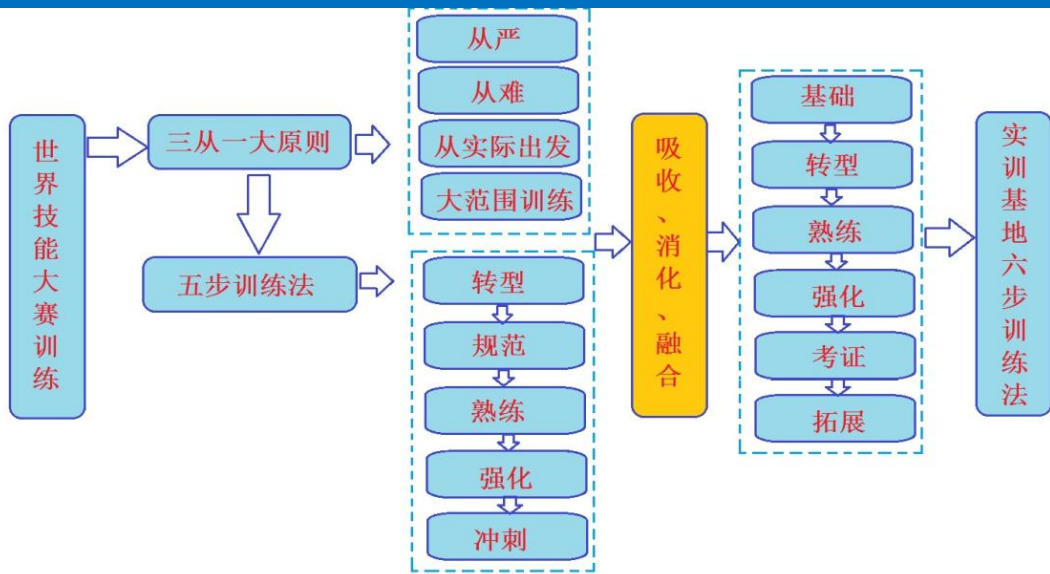 世界技能大赛训练
三从一大原则
五步训练法
从严
从难
从实际出发
大范围训练
转型
规范
熟练
强化
冲刺
吸收、消化、融合
基础
转型
熟练
强化
考证
拓展
实训基地六步训练法